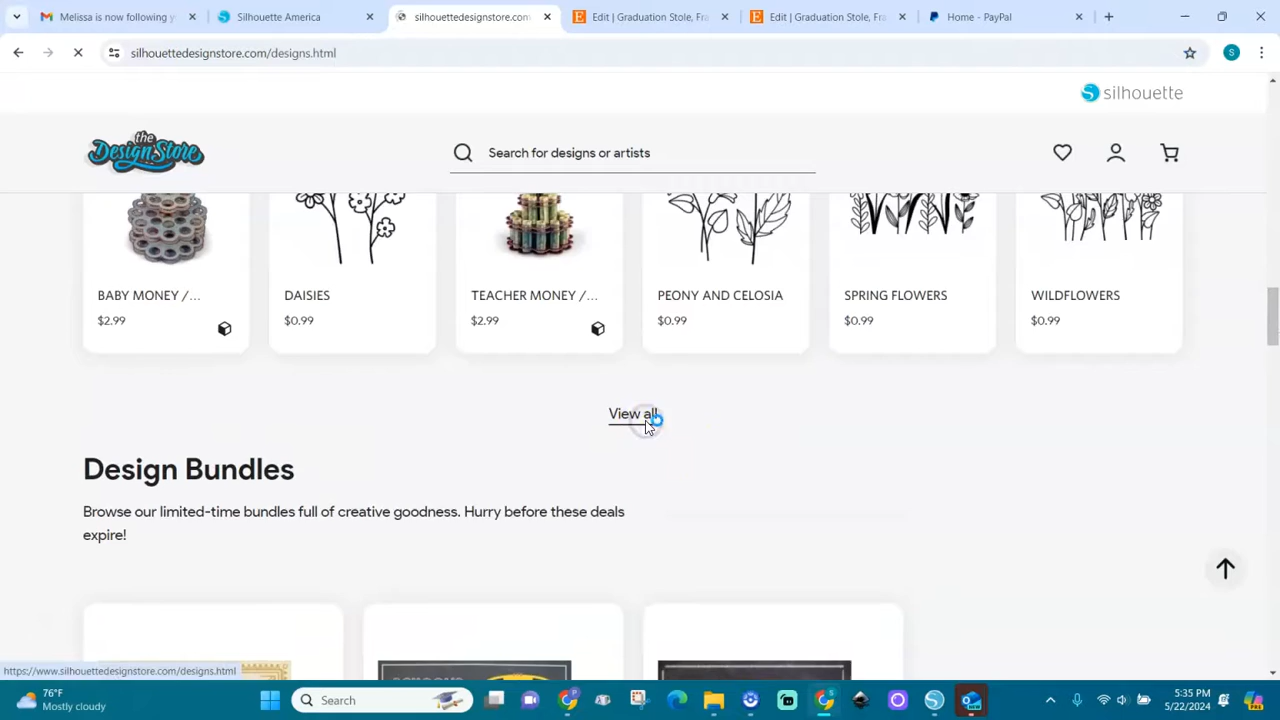 Melissa is now following y
Silhouette America
silhouettedesignstore.com
Edit | Graduation Stole, Fra
Edit | Graduation Stole, Fra
Home - PayPal
silhouettedesignstore.com/designs.html
S
silhouette
the
Design Store
Search for designs or artists
BABY MONEY /...
DAISIES
TEACHER MONEY /...
PEONY AND CELOSIA
SPRING FLOWERS
WILDFLOWERS
$2.99
$0.99
$2.99
$0.99
$0.99
$0.99
View all
Design Bundles
Browse our limited-time bundles full of creative goodness. Hurry before these deals
expire!
https://www.silhouettedesignstore.com/designs.html
76°F
Mostly cloudy
Search
5:35 PM
5/22/2024